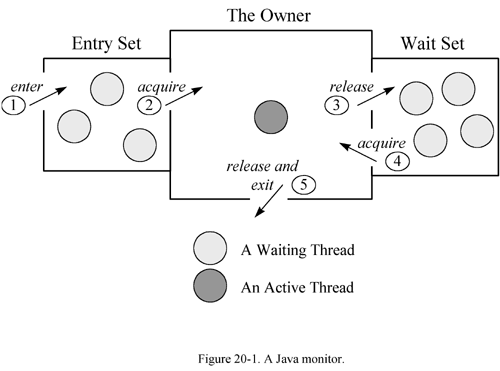 The Owner
Entry Set
Wait Set
enter
1
acquire
2
release
3
acquire
4
release and
exit
5
A Waiting Thread
An Active Thread
Figure 20-1. A Java monitor.